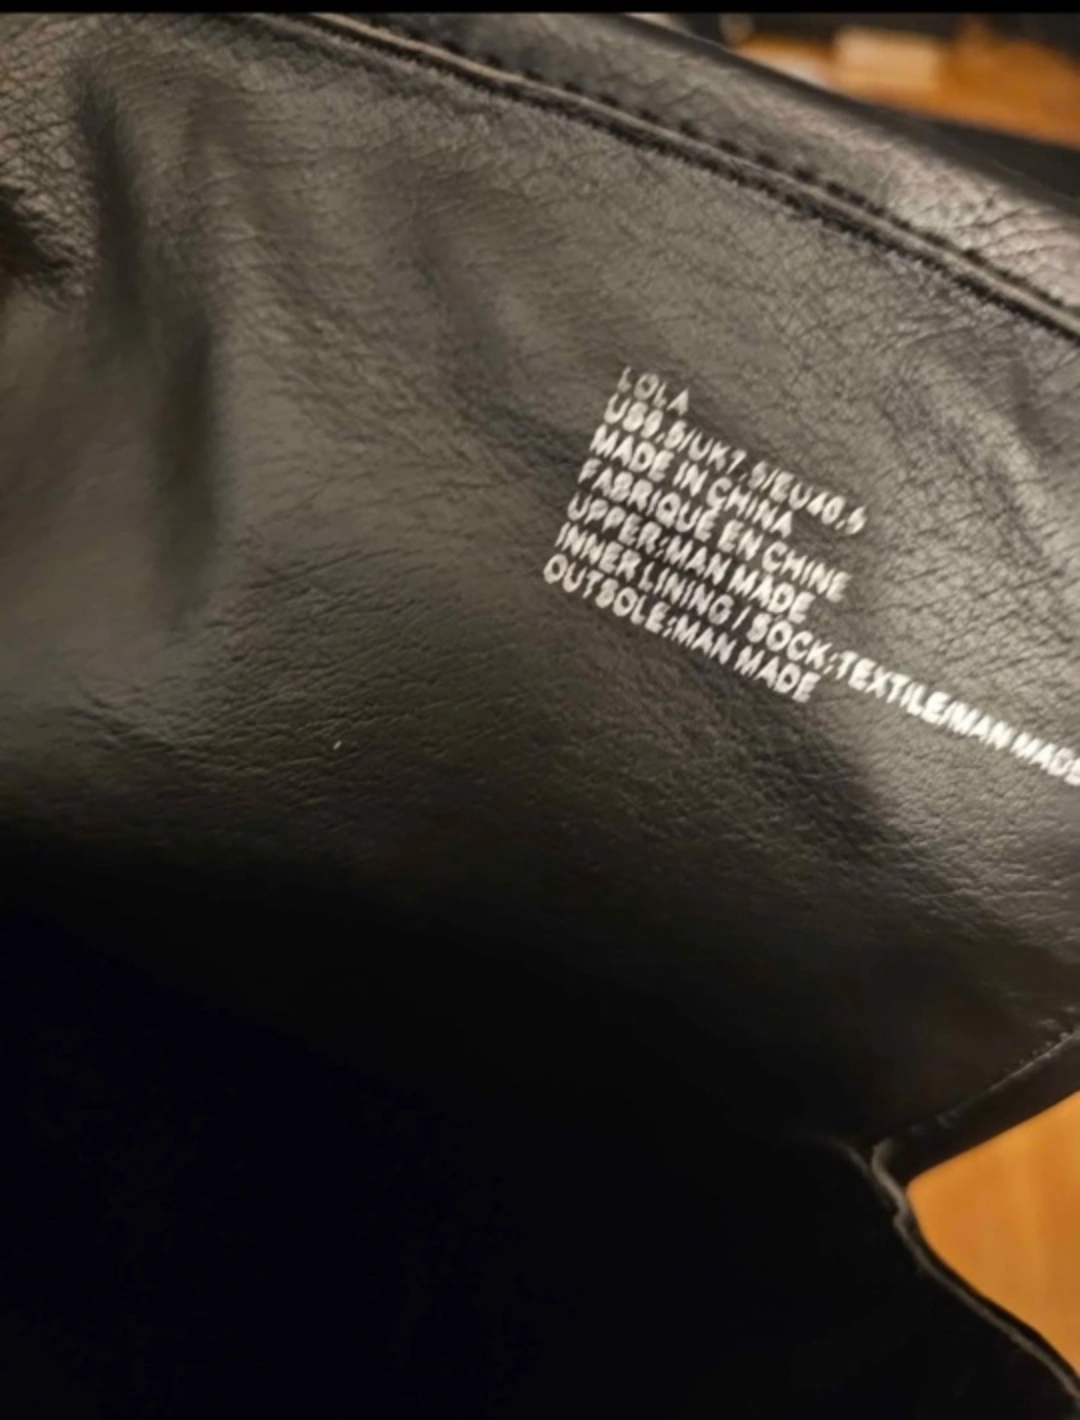 LOLA
US9.5/UK7.5/EU40.5
MADE IN CHINA
FABRIQUÉ EN CHINE
UPPER:MAN MADE
INNER LINING / SOCK:TEXTILE/MAN MADE
OUTSOLE:MAN MADE